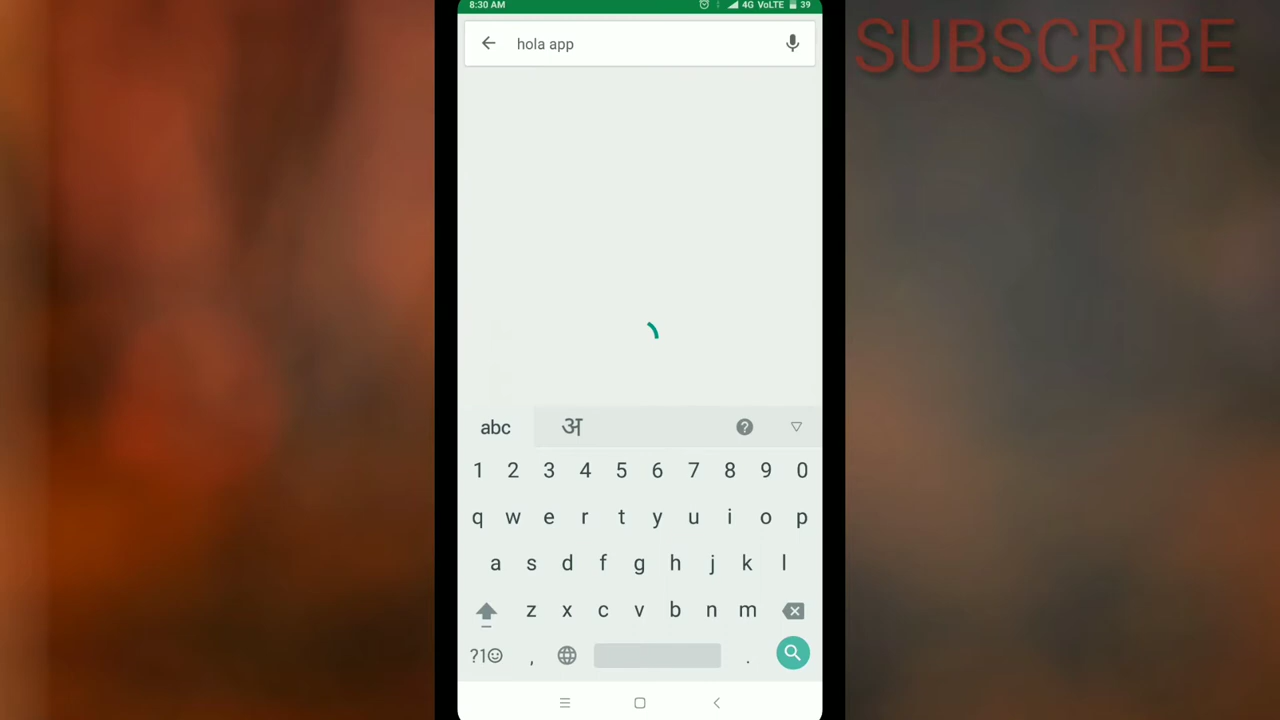 8:30 AM 4G VoLTE 39
SUBSCRIBE
hola app
abc अ ?
1 2 3 4 5 6 7 8 9 0
q w e r t y u i o p
a s d f g h j k l
z x c v b n m
?1☺ , .